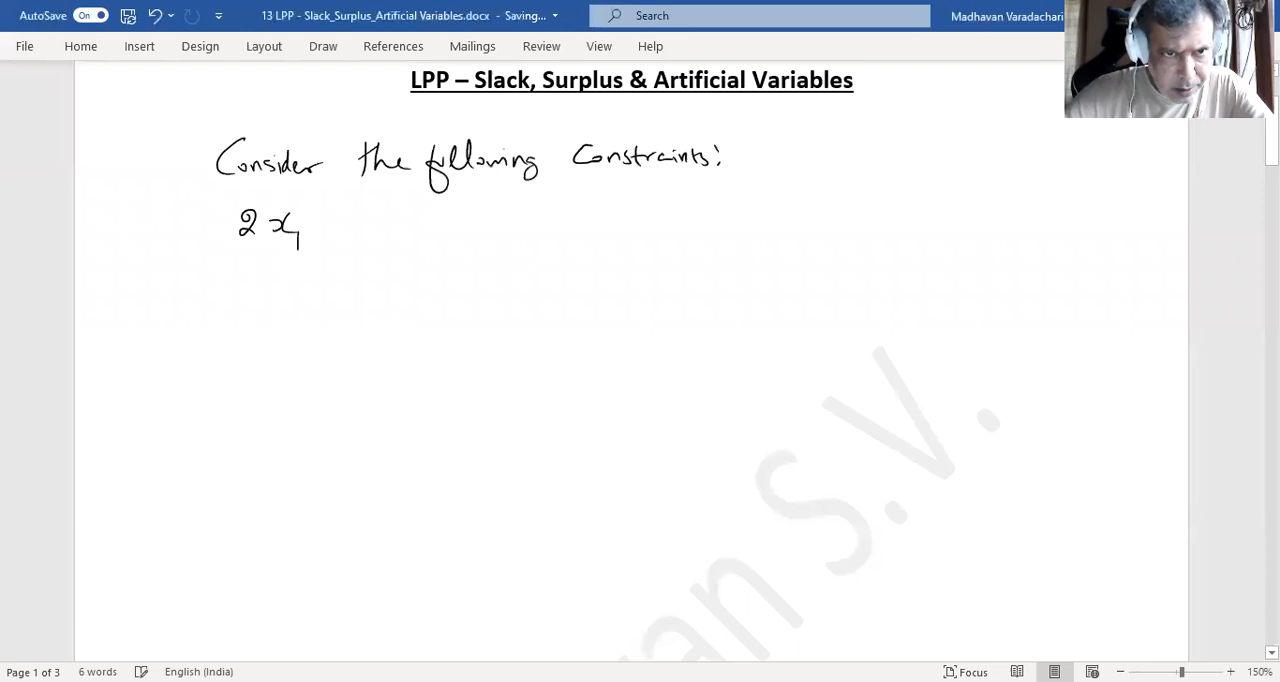 AutoSave On 13 LPP - Slack_Surplus_Artificial Variables.docx - Saving... Search Madhavan Varadachari
File Home Insert Design Layout Draw References Mailings Review View Help
LPP – Slack, Surplus & Artificial Variables
Consider the following Constraints:
2x₁
an S.V.
Page 1 of 3 6 words English (India) Focus 150%